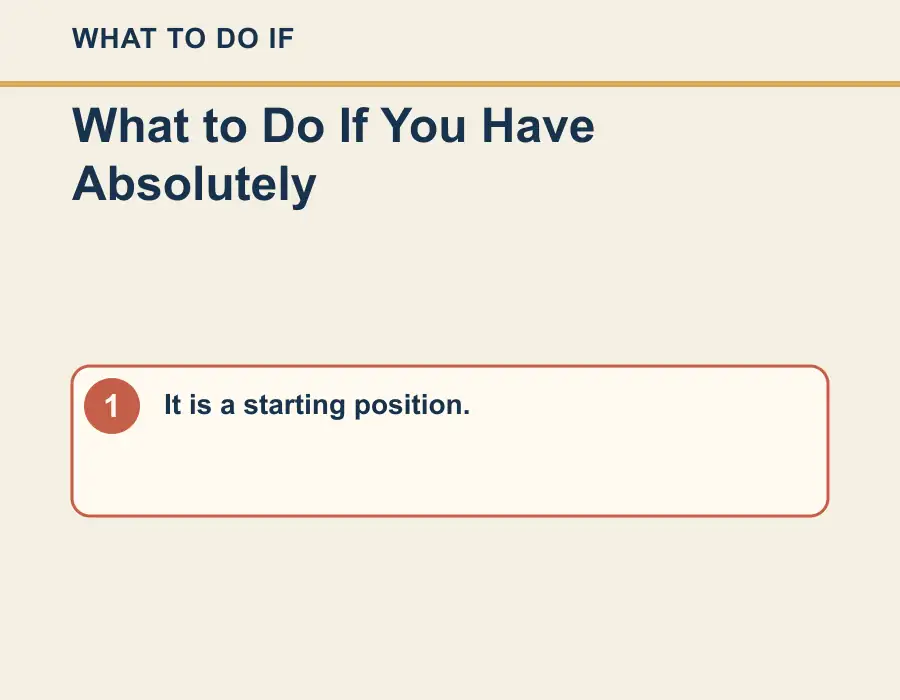 WHAT TO DO IF
What to Do If You Have
Absolutely
1
It is a starting position.